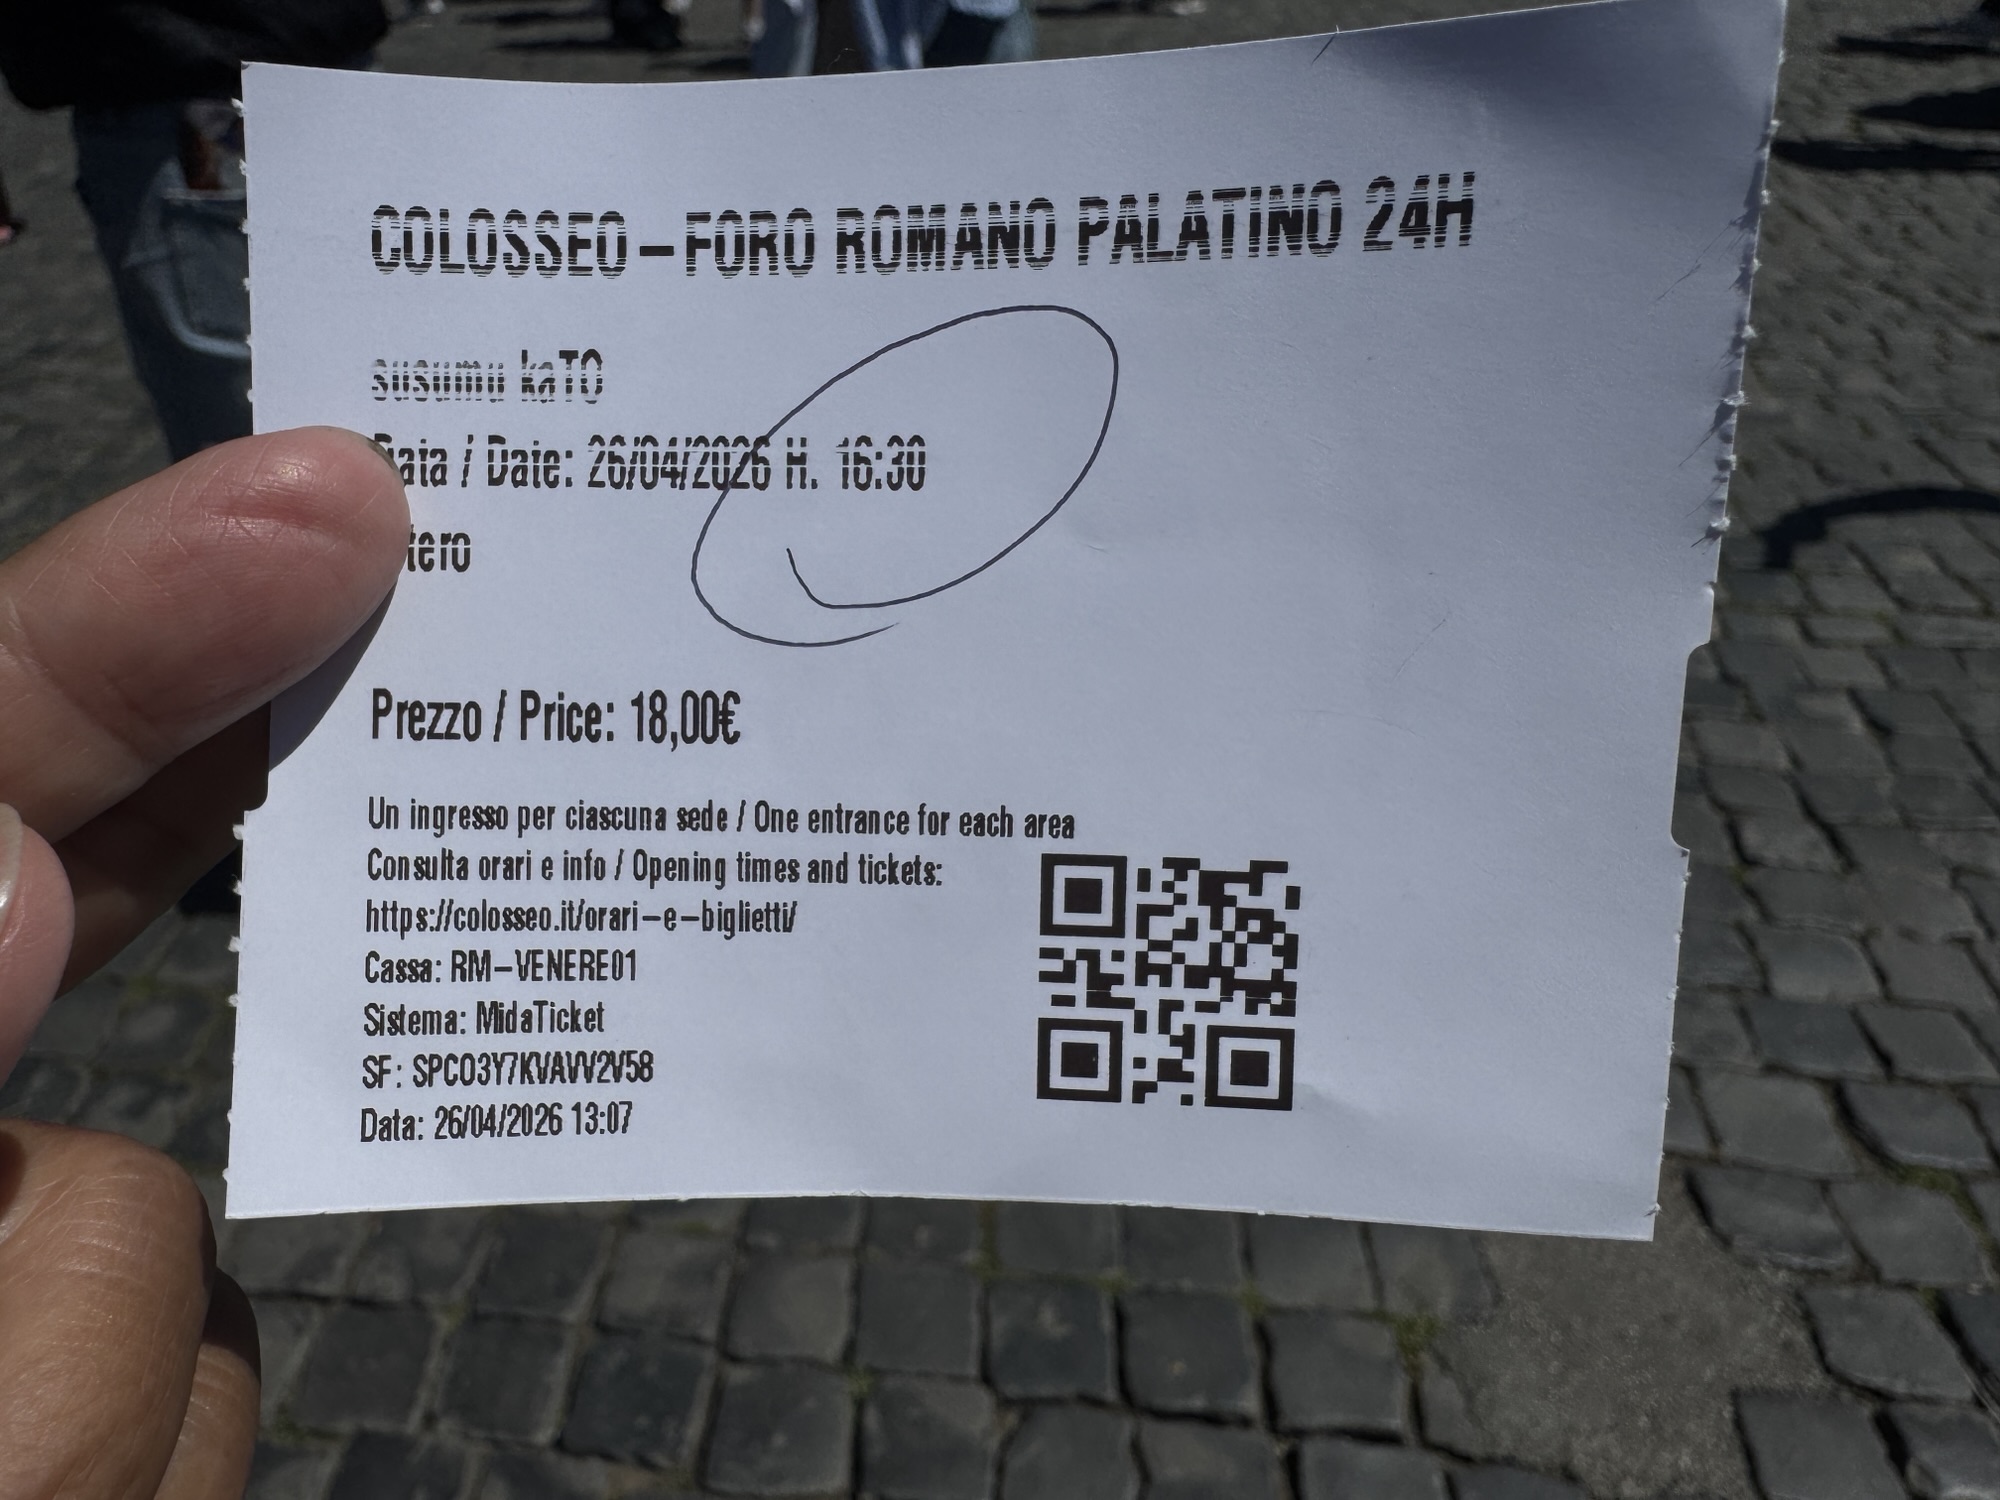 COLOSSEO – FORO ROMANO PALATINO 24H
susumu kaTO
Data / Date: 26/04/2026 H. 16:30
tero
Prezzo / Price: 18,00€
Un ingresso per ciascuna sede / One entrance for each area
Consulta orari e info / Opening times and tickets:
https://colosseo.it/orari–e–biglietti/
Cassa: RM–VENERE01
Sistema: MidaTicket
SF: SPCO3Y7KVAVV2V58
Data: 26/04/2026 13:07